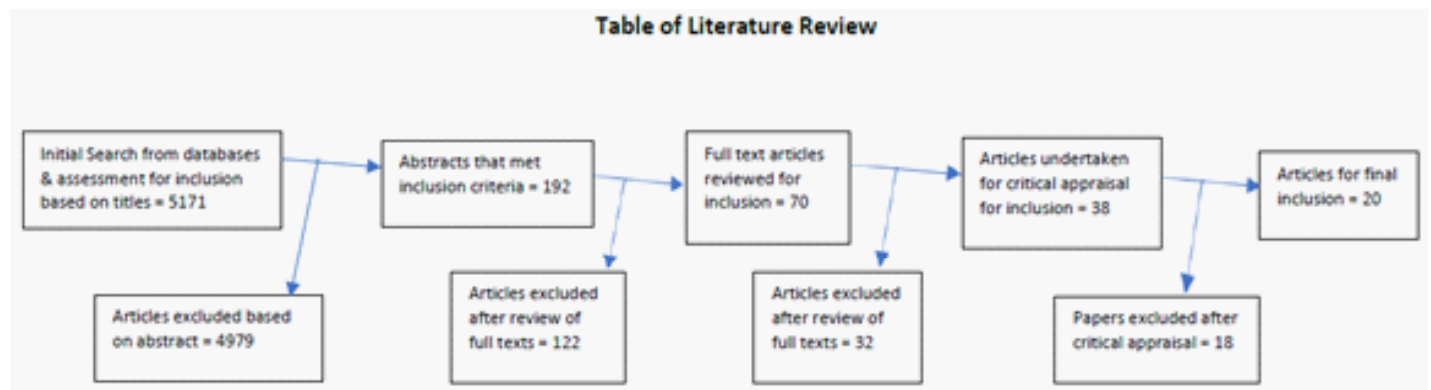 Table of Literature Review
Initial Search from databases
& assessment for inclusion
based on titles = 5171
Abstracts that met
inclusion criteria = 192
Full text articles
reviewed for
inclusion = 70
Articles undertaken
for critical appraisal
for inclusion = 38
Articles for final
inclusion = 20
Articles excluded based
on abstract = 4979
Articles excluded
after review of
full texts = 122
Articles excluded
after review of
full texts = 32
Papers excluded after
critical appraisal = 18